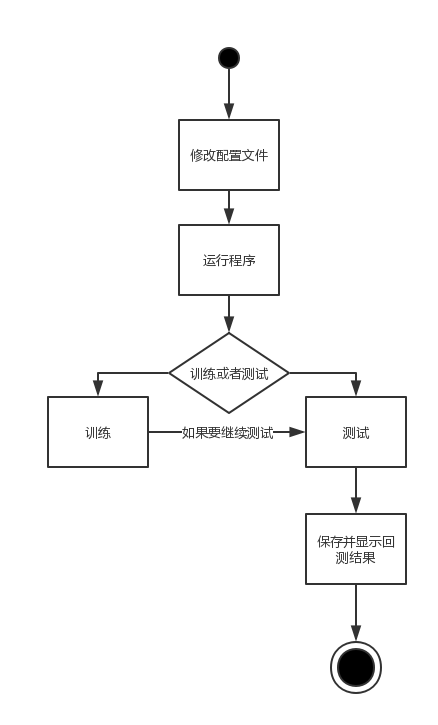 修改配置文件
运行程序
训练或者测试
训练
如果要继续测试
测试
保存并显示回
测结果